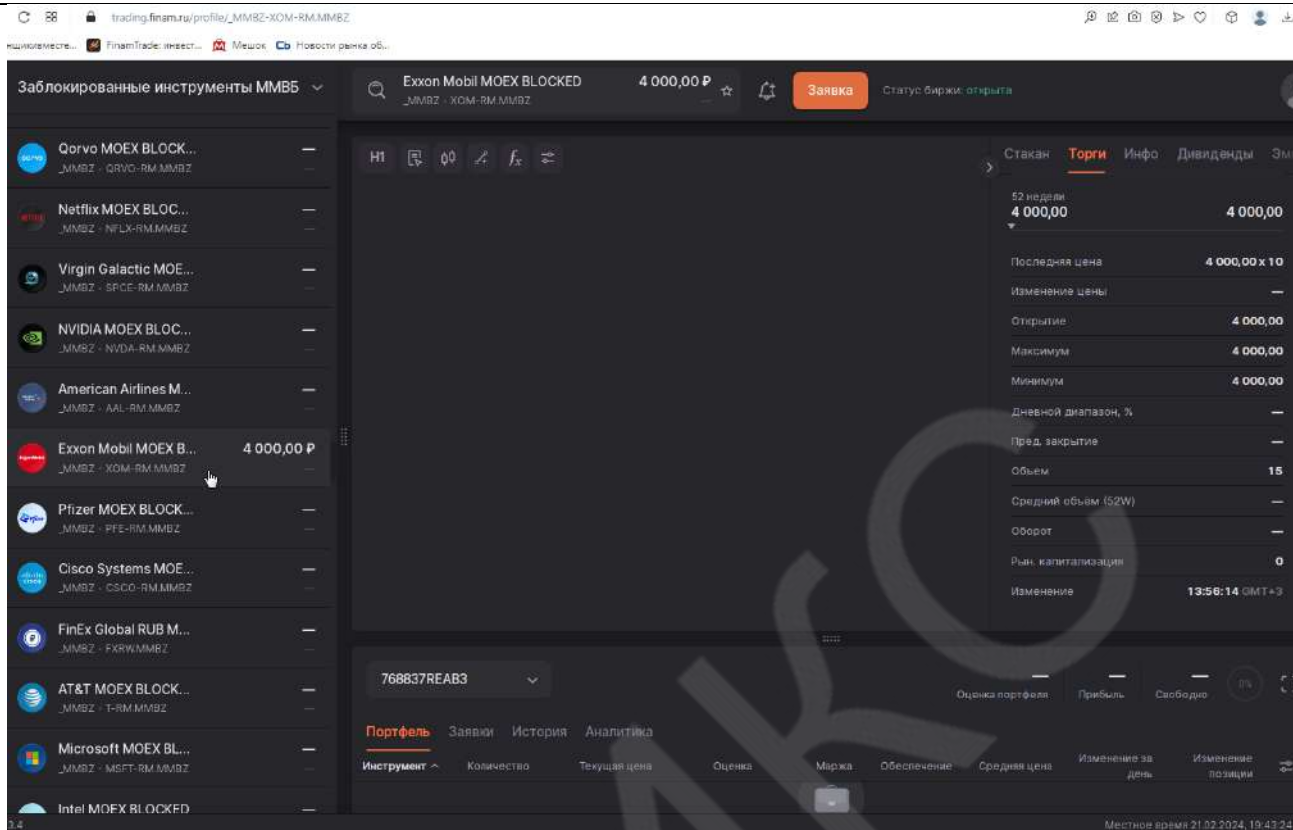 trading.finam.ru/profile/_MMBZ-XOM-RM.MMBZ
FinamTrade: инвест... Мешок Сь Новости рынка об...
Заблокированные инструменты ММВБ
Exxon Mobil MOEX BLOCKED 4 000,00 ₽
_MMBZ · XOM-RM.MMBZ
Заявка
Статус биржи: открыта
Qorvo MOEX BLOCK... —
_MMBZ · QRVO-RM.MMBZ
Netflix MOEX BLOC... —
_MMBZ · NFLX-RM.MMBZ
Virgin Galactic MOE... —
_MMBZ · SPCE-RM.MMBZ
NVIDIA MOEX BLOC... —
_MMBZ · NVDA-RM.MMBZ
American Airlines M... —
_MMBZ · AAL-RM.MMBZ
Exxon Mobil MOEX B... 4 000,00 ₽
_MMBZ · XOM-RM.MMBZ
Pfizer MOEX BLOCK... —
_MMBZ · PFE-RM.MMBZ
Cisco Systems MOE... —
_MMBZ · CSCO-RM.MMBZ
FinEx Global RUB M... —
_MMBZ · FXRW.MMBZ
AT&T MOEX BLOCK... —
_MMBZ · T-RM.MMBZ
Microsoft MOEX BL... —
_MMBZ · MSFT-RM.MMBZ
Intel MOEX BLOCKED —
H1 fx
Стакан Торги Инфо Дивиденды Эм
52 недели
4 000,00 4 000,00
Последняя цена 4 000,00 x 10
Изменение цены —
Открытие 4 000,00
Максимум 4 000,00
Минимум 4 000,00
Дневной диапазон, % —
Пред. закрытие —
Объем 15
Средний объём (52W) —
Оборот —
Рын. капитализация 0
Изменение 13:56:14 GMT+3
768837REAB3
Оценка портфеля Прибыль Свободно 0%
Портфель Заявки История Аналитика
Инструмент Количество Текущая цена Оценка Маржа Обеспечение Средняя цена Изменение за день Изменение позиции
3.4
Местное время 21.02.2024, 19:43:24
МКС